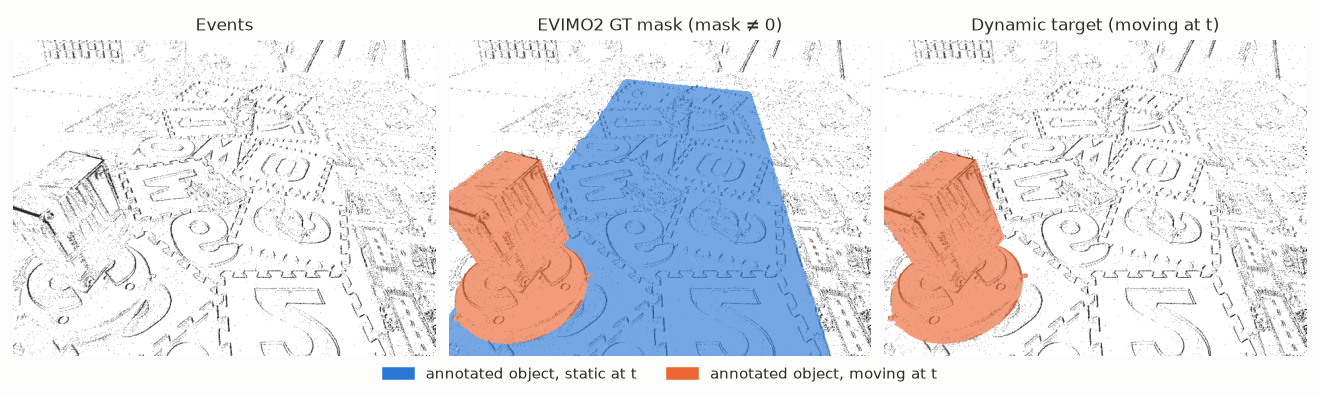 Events
EVIMO2 GT mask (mask ≠ 0)
Dynamic target (moving at t)
annotated object, static at t
annotated object, moving at t